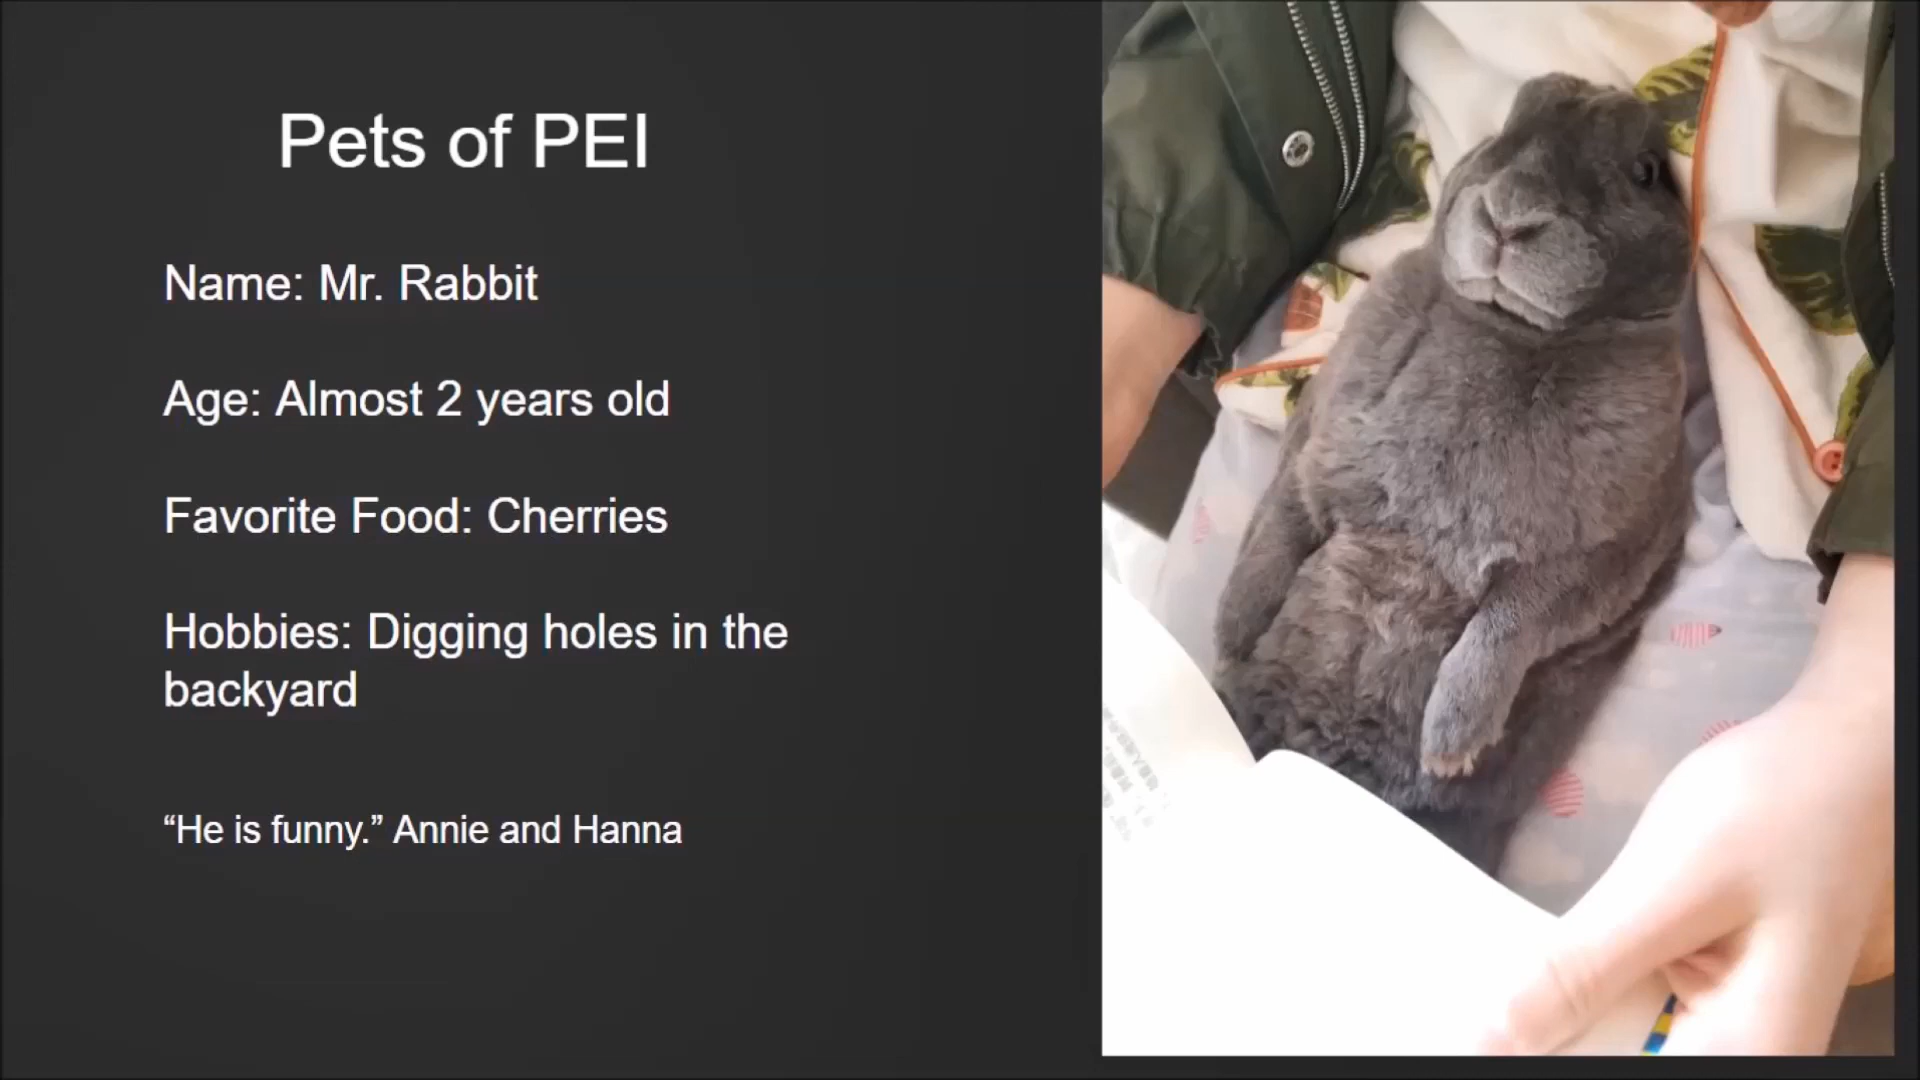 Pets of PEI
Name: Mr. Rabbit
Age: Almost 2 years old
Favorite Food: Cherries
Hobbies: Digging holes in the
backyard
“He is funny.” Annie and Hanna